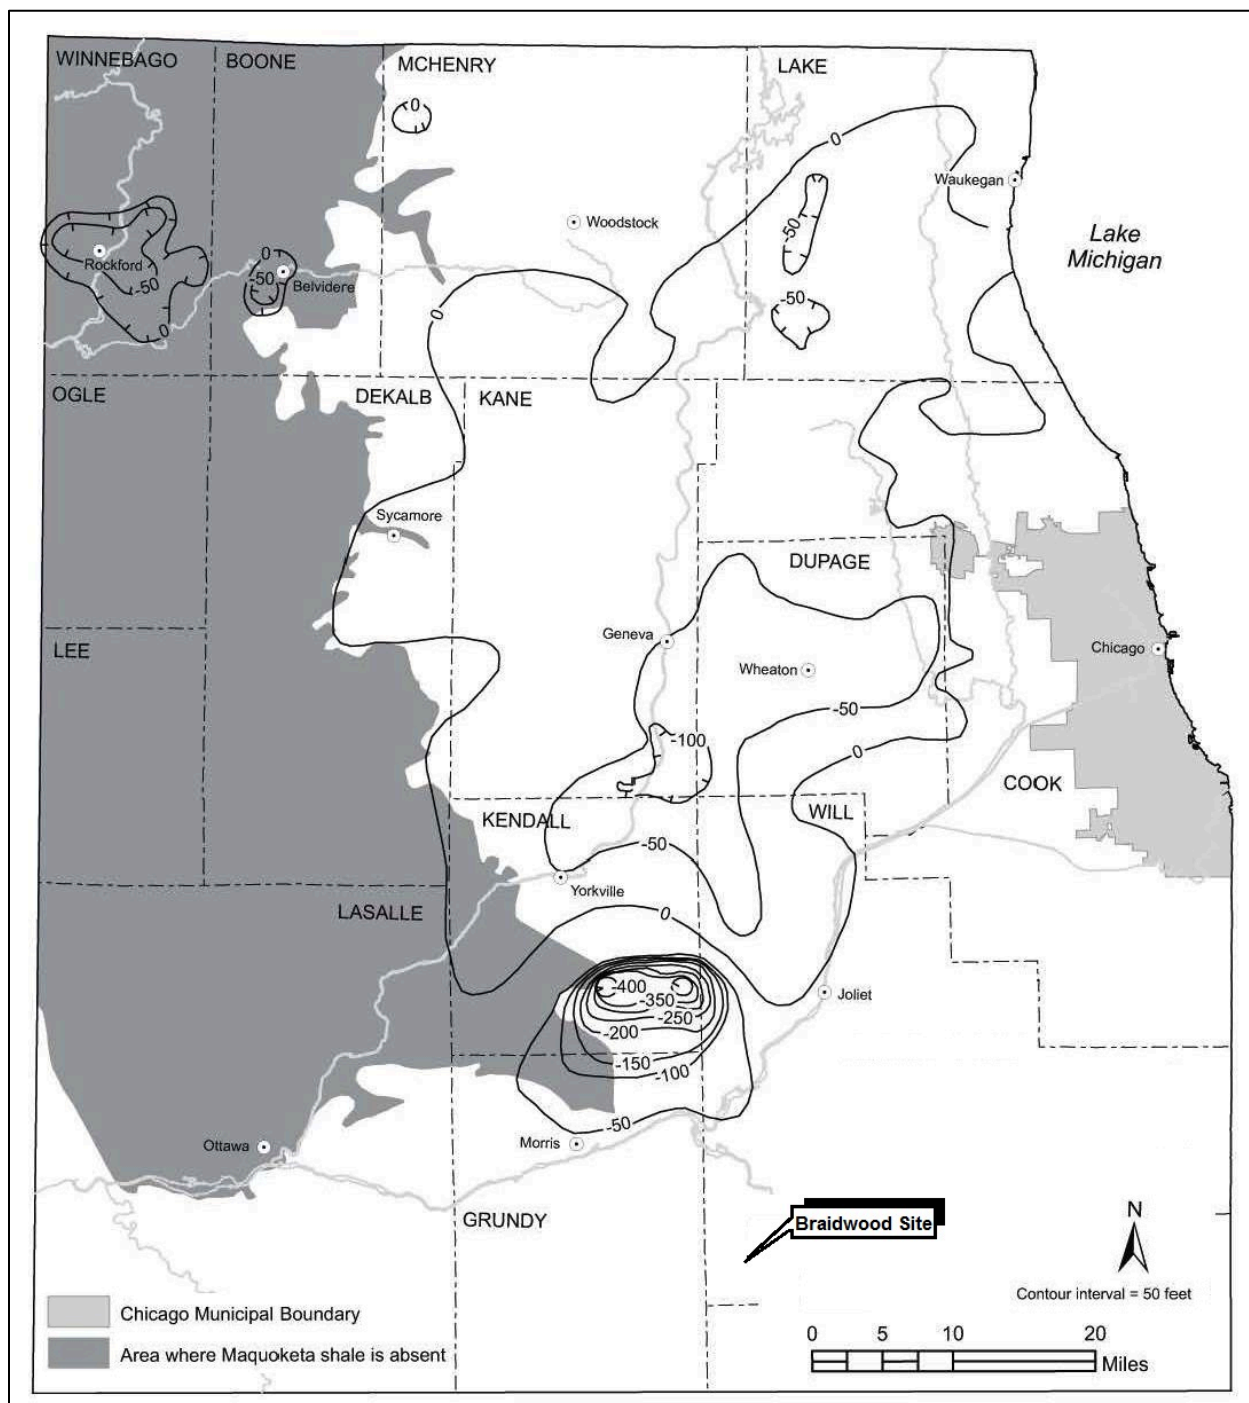 WINNEBAGO
BOONE
MCHENRY
LAKE
0
0
Waukegan
Woodstock
-50
Lake
Michigan
Rockford
-50
0
0
-50
Belvidere
0
-50
OGLE
DEKALB
KANE
Sycamore
DUPAGE
LEE
Geneva
Wheaton
Chicago
-50
-100
0
COOK
KENDALL
WILL
-50
Yorkville
LASALLE
0
-400
-350
-250
-200
-150
-100
Joliet
-50
Morris
Ottawa
GRUNDY
Braidwood Site
N
Contour interval = 50 feet
Chicago Municipal Boundary
Area where Maquoketa shale is absent
0 5 10 20
Miles